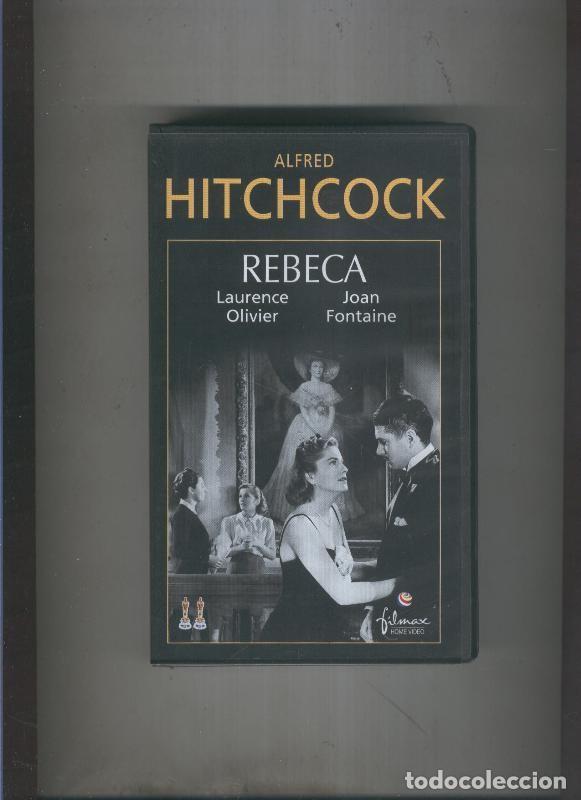 ALFRED
HITCHCOCK
REBECA
Laurence Olivier
Joan Fontaine
filmax
HOME VIDEO
todocoleccion